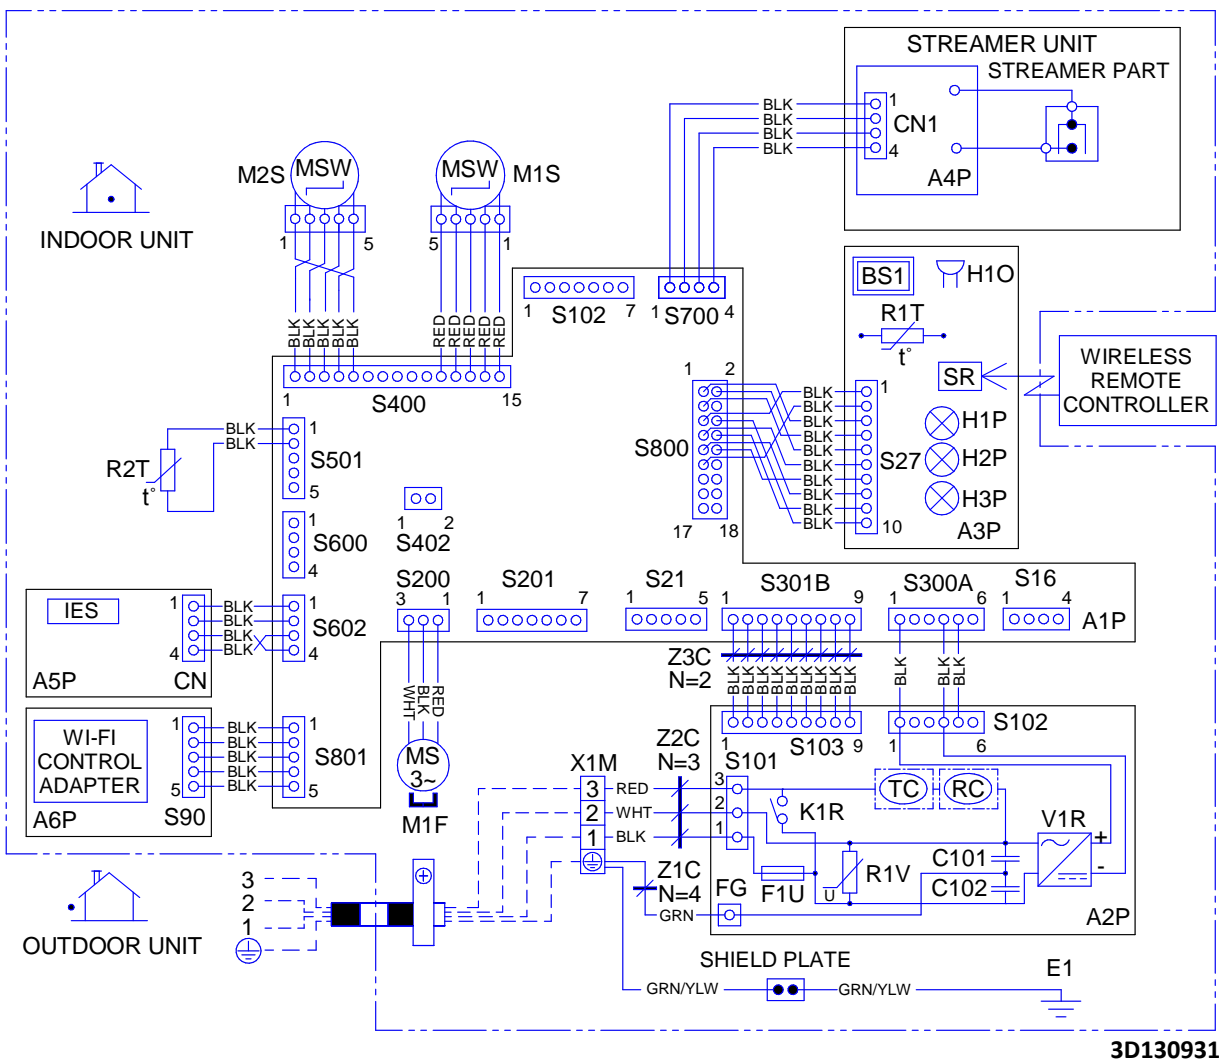 STREAMER UNIT
STREAMER PART
BLK
BLK
BLK
BLK
1
CN1
4
A4P
M2S
MSW
MSW
M1S
1
5
5
1
INDOOR UNIT
BLK
BLK
BLK
BLK
BLK
RED
RED
RED
RED
RED
1
S102
7
1
S700
4
BS1
H1O
R1T
t°
SR
WIRELESS
REMOTE
CONTROLLER
1
S400
15
1
2
S800
17
18
BLK
BLK
BLK
BLK
BLK
BLK
BLK
BLK
BLK
BLK
1
S27
10
H1P
H2P
H3P
A3P
R2T
t°
BLK
BLK
1
S501
5
1
2
S402
1
S600
4
IES
A5P
1
4
CN
BLK
BLK
BLK
BLK
1
S602
4
S200
3
1
S201
1
7
S21
1
5
S301B
1
9
S300A
1
6
S16
1
4
A1P
Z3C
N=2
BLK
BLK
BLK
BLK
BLK
BLK
BLK
BLK
BLK
BLK
BLK
BLK
WHT
BLK
RED
WI-FI
CONTROL
ADAPTER
A6P
1
5
S90
BLK
BLK
BLK
BLK
BLK
1
S801
5
MS
3~
M1F
1
S103
9
1
S102
6
X1M
3
2
1
RED
WHT
BLK
Z2C
N=3
S101
3
2
1
K1R
TC
RC
V1R
+
-
F1U
R1V
U
C101
C102
Z1C
N=4
FG
GRN
A2P
OUTDOOR UNIT
3
2
1
SHIELD PLATE
GRN/YLW
GRN/YLW
E1
3D130931